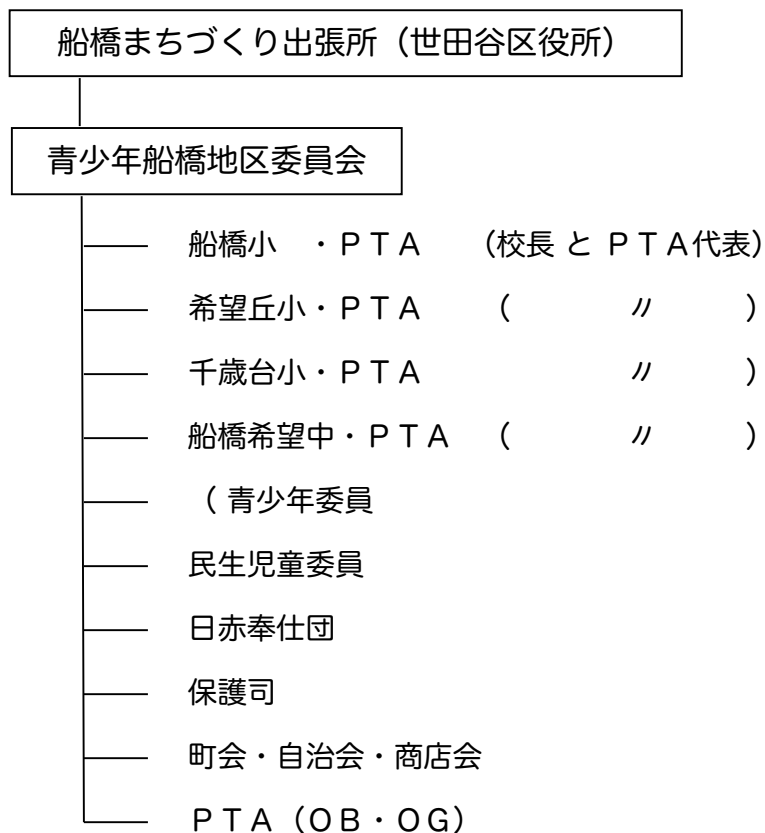 船橋まちづくり出張所（世田谷区役所）
青少年船橋地区委員会
船橋小　・ＰＴＡ　　（校長 と ＰＴＡ代表）
希望丘小・ＰＴＡ　　（　　　　〃　　　）
千歳台小・ＰＴＡ　　　　　　　〃　　　）
船橋希望中・ＰＴＡ　（　　　　〃　　　）
（ 青少年委員
民生児童委員
日赤奉仕団
保護司
町会・自治会・商店会
ＰＴＡ（ＯＢ・ＯＧ）